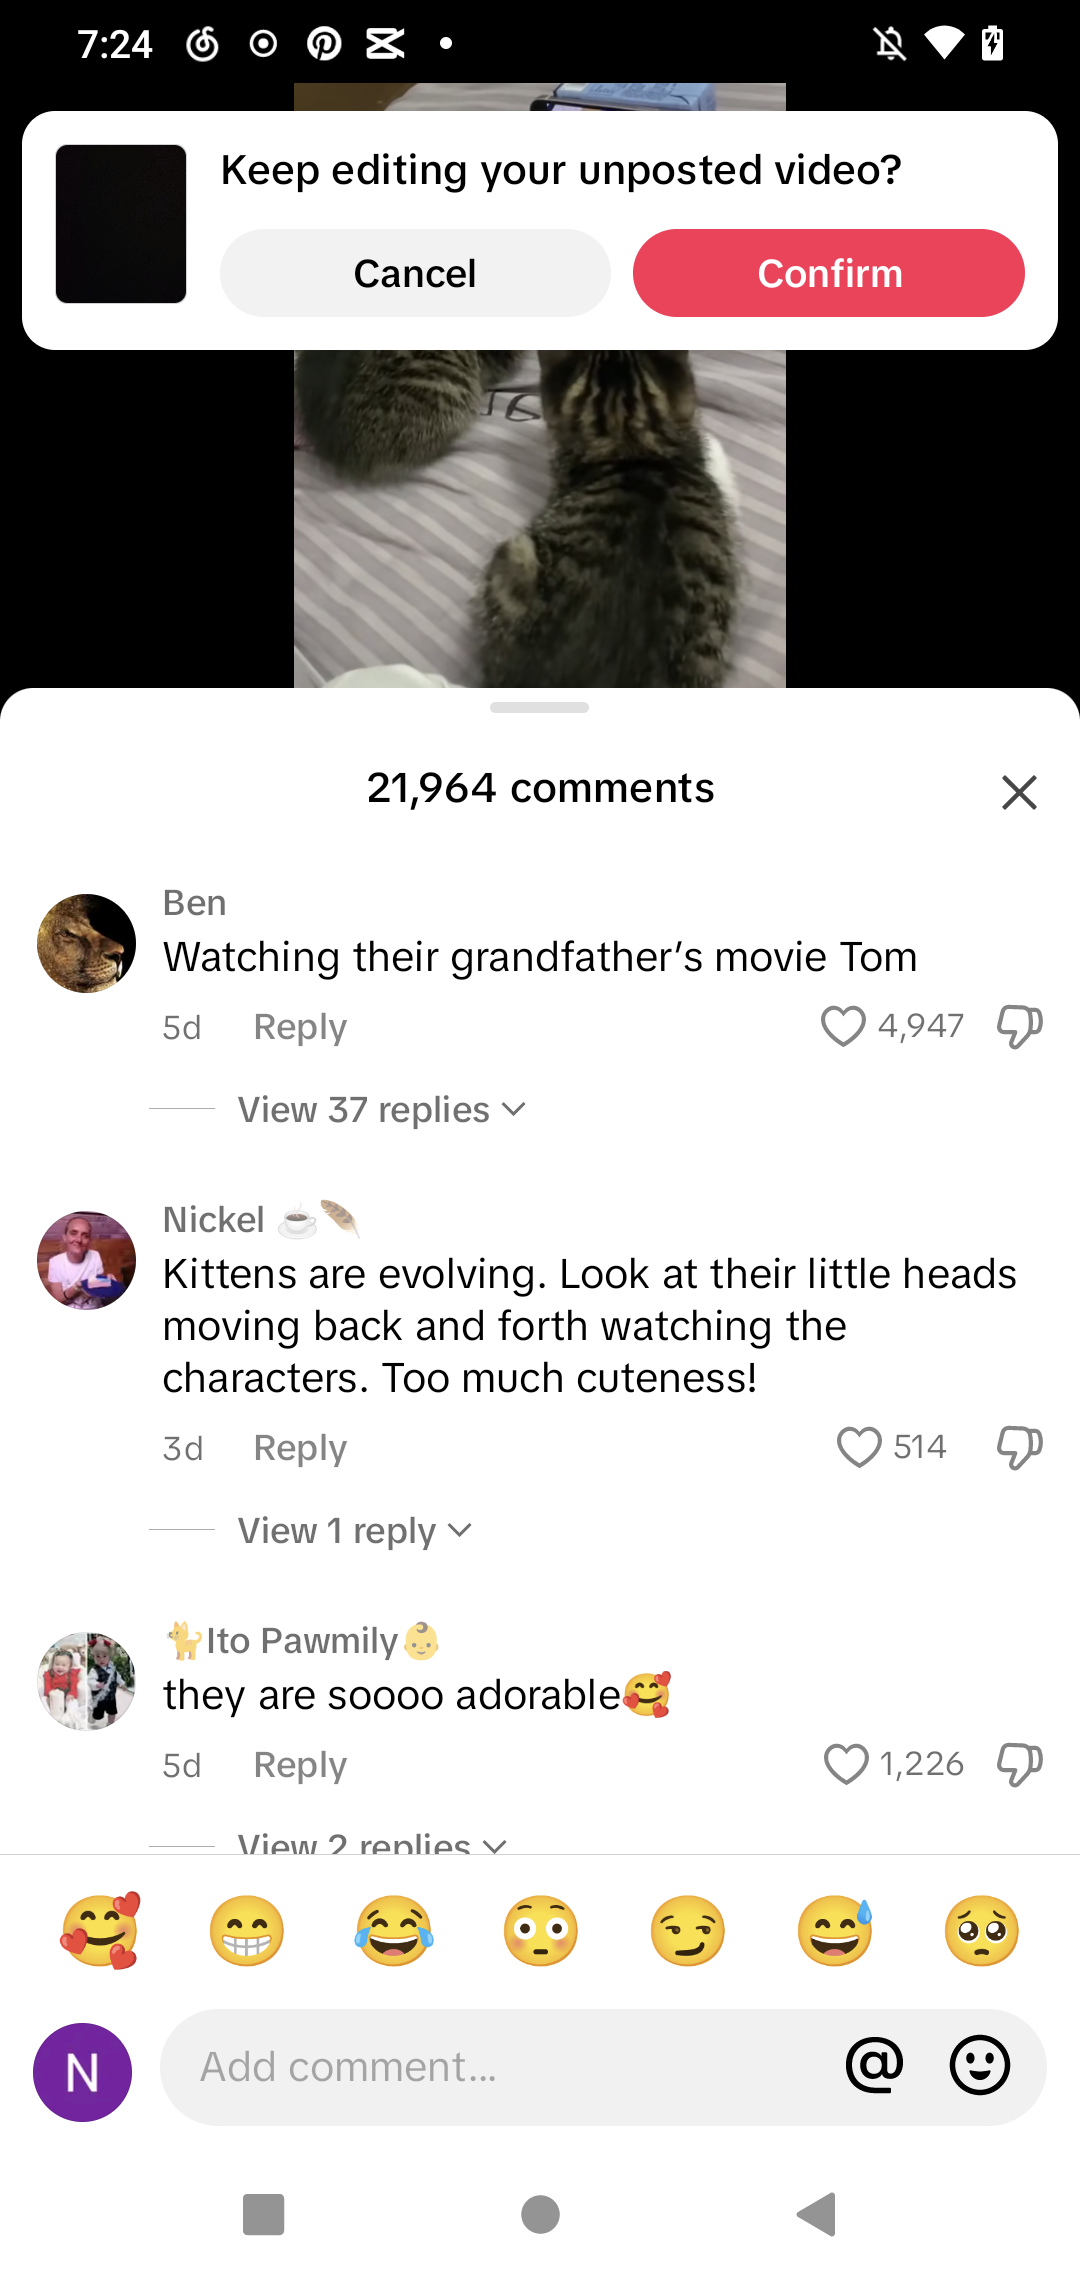 7:24
Keep editing your unposted video?
Cancel
Confirm
21,964 comments
Ben
Watching their grandfather’s movie Tom
5d Reply 4,947
View 37 replies
Nickel ☕🪶
Kittens are evolving. Look at their little heads
moving back and forth watching the
characters. Too much cuteness!
3d Reply 514
View 1 reply
🐈Ito Pawmily👶
they are soooo adorable🥰
5d Reply 1,226
View 2 replies
🥰 😁 😂 😳 😏 😅 🥺
N
Add comment... @